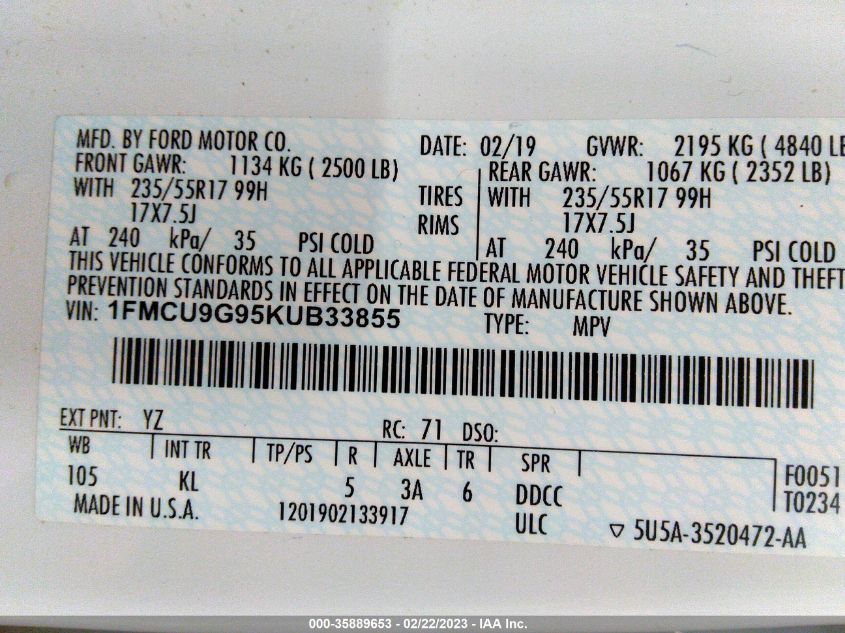 MFD. BY FORD MOTOR CO. DATE: 02/19 GVWR: 2195 KG ( 4840 LB
FRONT GAWR: 1134 KG ( 2500 LB) REAR GAWR: 1067 KG ( 2352 LB)
WITH 235/55R17 99H TIRES WITH 235/55R17 99H
17X7.5J RIMS 17X7.5J
AT 240 kPa/ 35 PSI COLD AT 240 kPa/ 35 PSI COLD
THIS VEHICLE CONFORMS TO ALL APPLICABLE FEDERAL MOTOR VEHICLE SAFETY AND THEFT
PREVENTION STANDARDS IN EFFECT ON THE DATE OF MANUFACTURE SHOWN ABOVE.
VIN: 1FMCU9G95KUB33855 TYPE: MPV
EXT PNT: YZ RC: 71 DSO:
WB INT TR TP/PS R AXLE TR SPR
105 KL 5 3A 6 DDCC F0051
MADE IN U.S.A. 1201902133917 ULC T0234
5U5A-3520472-AA
000-35889653 - 02/22/2023 - IAA Inc.